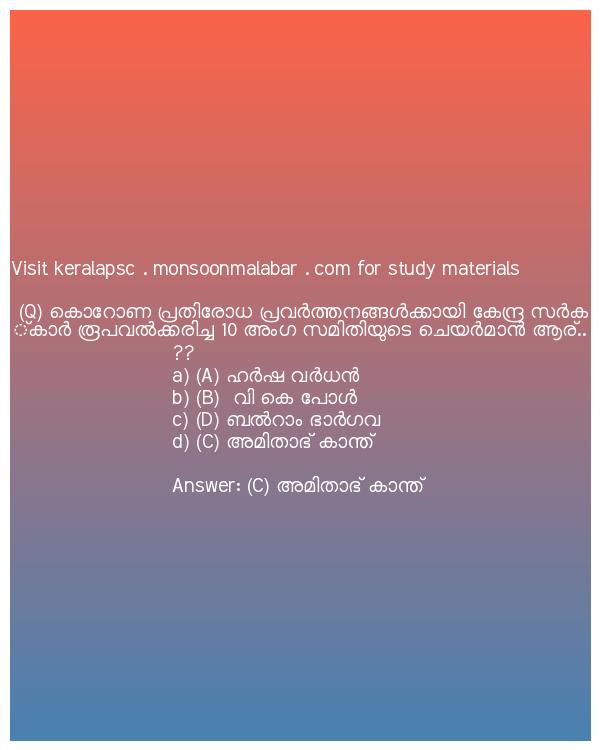 Visit keralapsc . monsoonmalabar . com for study materials
(Q) കൊറോണ പ്രതിരോധ പ്രവർത്തനങ്ങൾക്കായി കേന്ദ്ര സർക
്കാർ രൂപവൽക്കരിച്ച 10 അംഗ സമിതിയുടെ ചെയർമാൻ ആര്..
??
a) (A) ഹർഷ വർധൻ
b) (B) വി കെ പോൾ
c) (D) ബൽറാം ഭാർഗവ
d) (C) അമിതാഭ് കാന്ത്
Answer: (C) അമിതാഭ് കാന്ത്